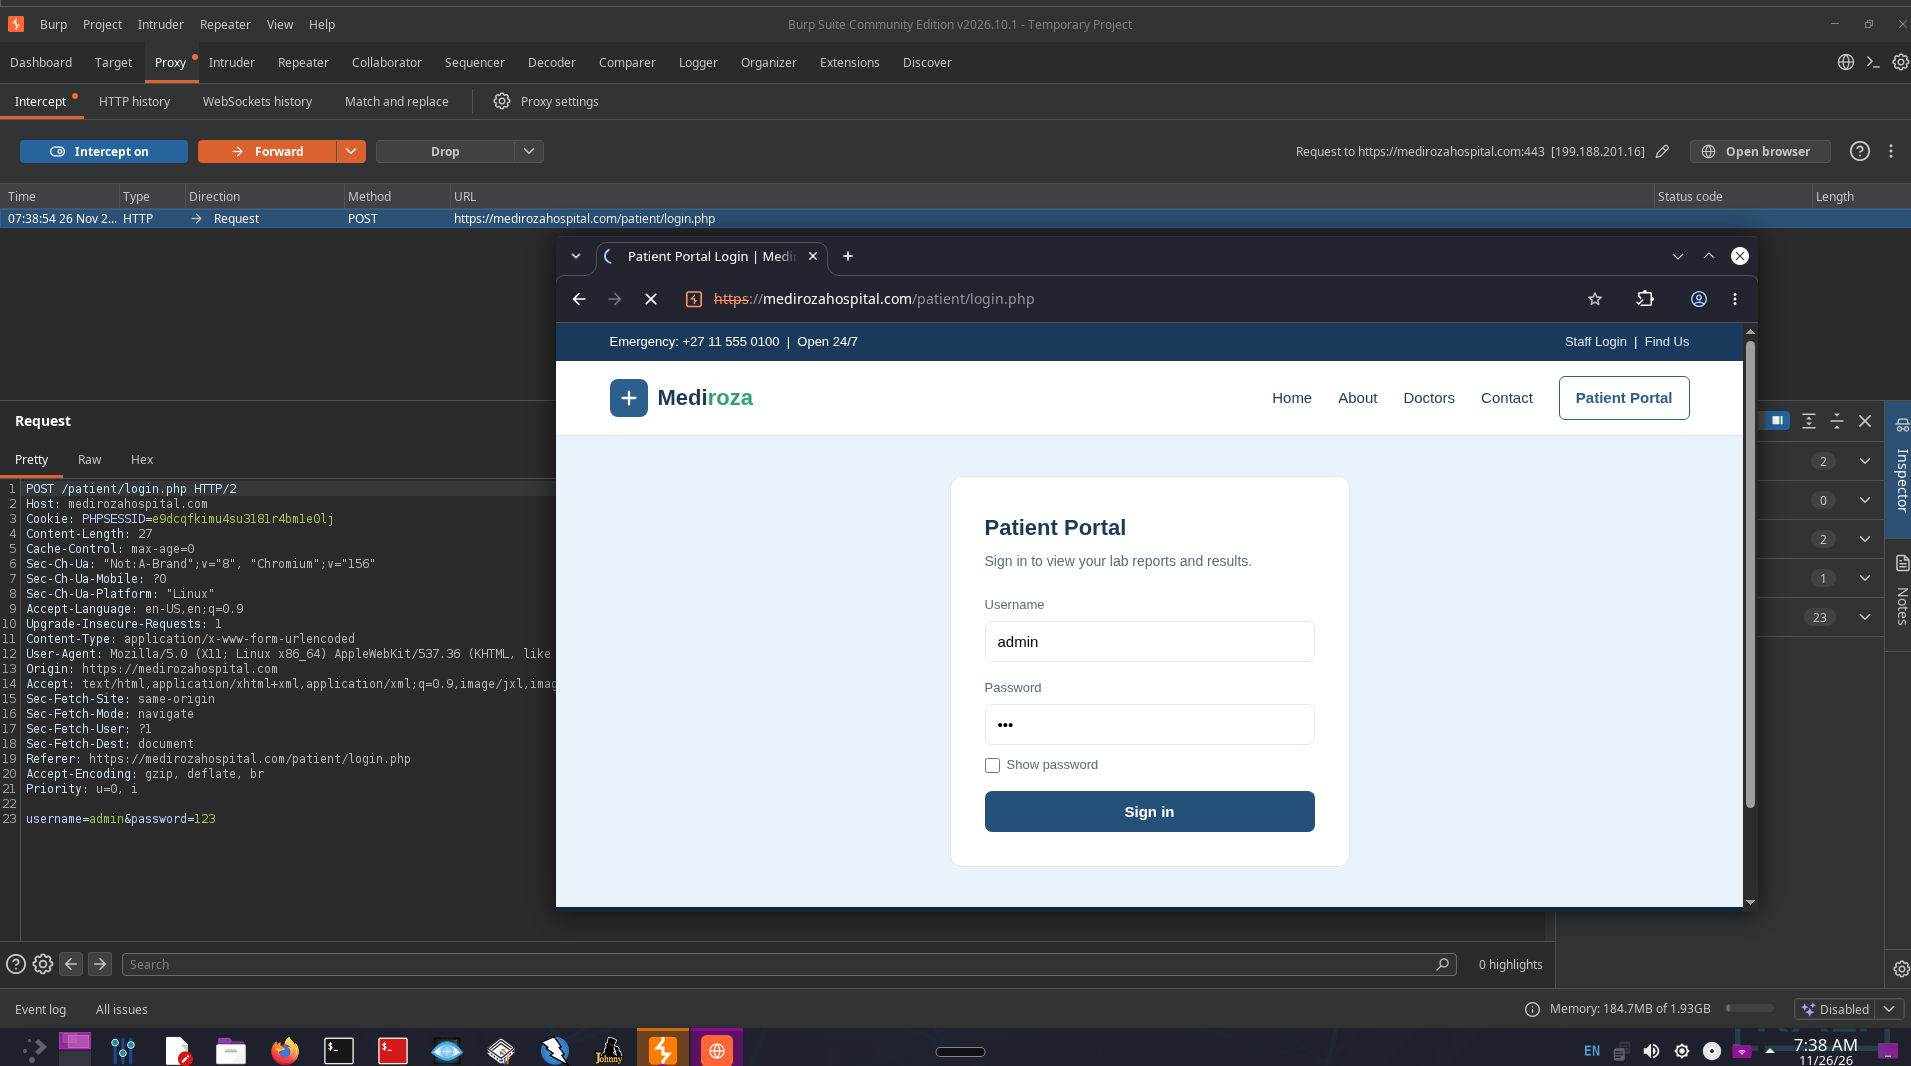 Burp Project Intruder Repeater View Help
Burp Suite Community Edition v2026.10.1 - Temporary Project
Dashboard Target Proxy Intruder Repeater Collaborator Sequencer Decoder Comparer Logger Organizer Extensions Discover
Intercept HTTP history WebSockets history Match and replace Proxy settings
Intercept on Forward Drop Request to https://medirozahospital.com:443 [199.188.201.16] Open browser
Time Type Direction Method URL Status code Length
07:38:54 26 Nov 2... HTTP Request POST https://medirozahospital.com/patient/login.php
Patient Portal Login | Medir
https://medirozahospital.com/patient/login.php
Emergency: +27 11 555 0100 | Open 24/7 Staff Login | Find Us
Mediroza Home About Doctors Contact Patient Portal
Patient Portal
Sign in to view your lab reports and results.
Username
admin
Password
•••
Show password
Sign in
Request
Pretty Raw Hex
1 POST /patient/login.php HTTP/2
2 Host: medirozahospital.com
3 Cookie: PHPSESSID=e9dcqfkimu4su3181r4bm1e0lj
4 Content-Length: 27
5 Cache-Control: max-age=0
6 Sec-Ch-Ua: "Not:A-Brand";v="8", "Chromium";v="156"
7 Sec-Ch-Ua-Mobile: ?0
8 Sec-Ch-Ua-Platform: "Linux"
9 Accept-Language: en-US,en;q=0.9
10 Upgrade-Insecure-Requests: 1
11 Content-Type: application/x-www-form-urlencoded
12 User-Agent: Mozilla/5.0 (X11; Linux x86_64) AppleWebKit/537.36 (KHTML, like
13 Origin: https://medirozahospital.com
14 Accept: text/html,application/xhtml+xml,application/xml;q=0.9,image/jxl,imag
15 Sec-Fetch-Site: same-origin
16 Sec-Fetch-Mode: navigate
17 Sec-Fetch-User: ?1
18 Sec-Fetch-Dest: document
19 Referer: https://medirozahospital.com/patient/login.php
20 Accept-Encoding: gzip, deflate, br
21 Priority: u=0, i
22
23 username=admin&password=123
2
0
2
1
23
Inspector
Notes
Search
0 highlights
Event log All issues Memory: 184.7MB of 1.93GB Disabled
Johnny
EN
7:38 AM
11/26/26